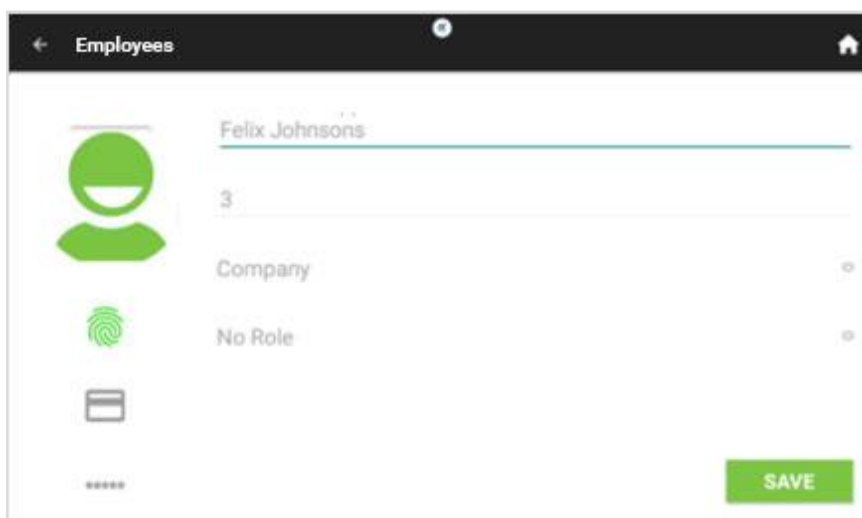 Employees
Felix Johnsons
3
Company
No Role
*****
SAVE